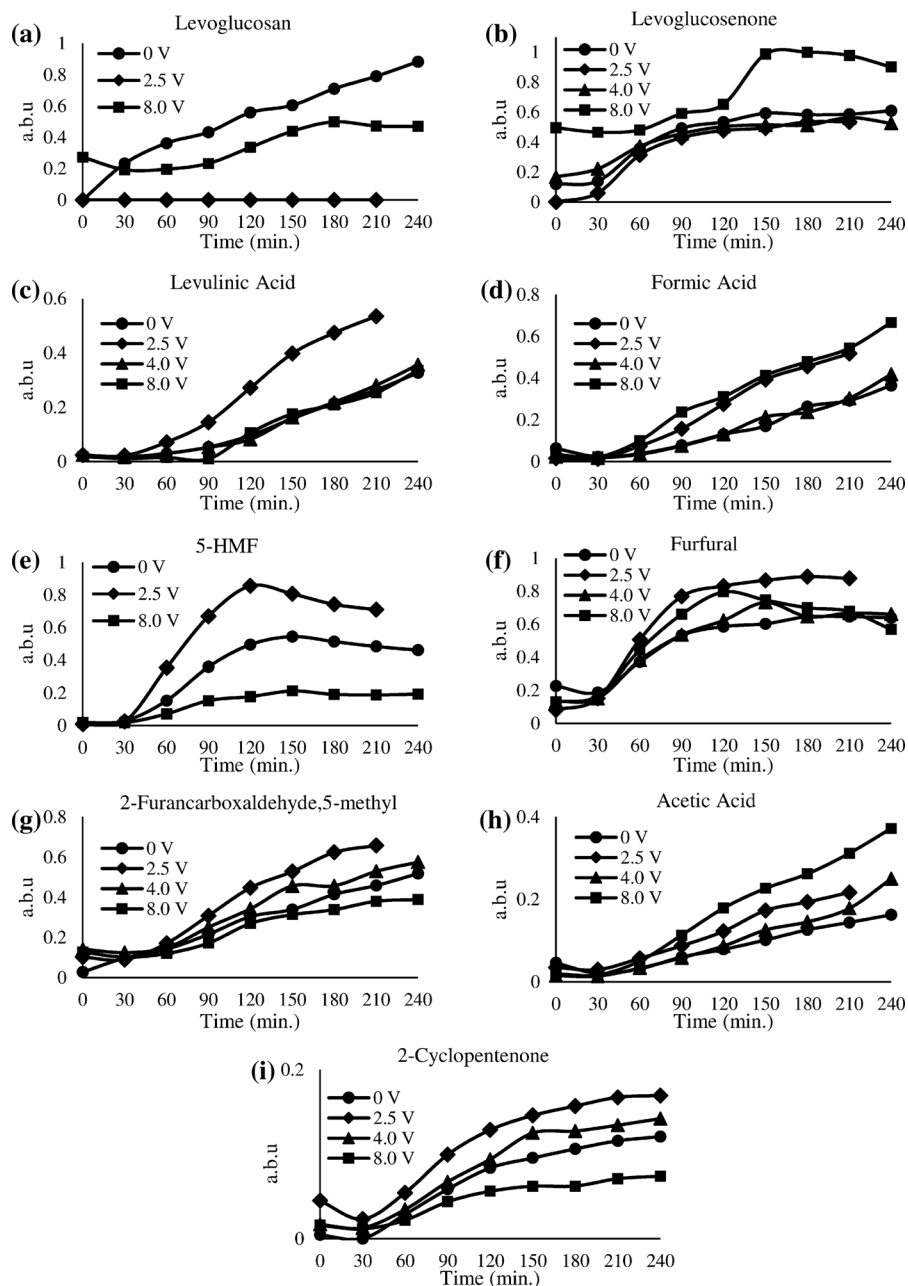 (a)
Levoglucosan
a.b.u
1
0.8
0.6
0.4
0.2
0
0 V
2.5 V
8.0 V
0 30 60 90 120 150 180 210 240
Time (min.)
(b)
Levoglucosenone
a.b.u
1
0.8
0.6
0.4
0.2
0
0 V
2.5 V
4.0 V
8.0 V
0 30 60 90 120 150 180 210 240
Time (min.)
(c)
Levulinic Acid
a.b.u
0.6
0.4
0.2
0
0 V
2.5 V
4.0 V
8.0 V
0 30 60 90 120 150 180 210 240
Time (min.)
(d)
Formic Acid
a.b.u
0.8
0.6
0.4
0.2
0
0 V
2.5 V
4.0 V
8.0 V
0 30 60 90 120 150 180 210 240
Time (min.)
(e)
5-HMF
a.b.u
1
0.8
0.6
0.4
0.2
0
0 V
2.5 V
8.0 V
0 30 60 90 120 150 180 210 240
Time (min.)
(f)
Furfural
a.b.u
1
0.8
0.6
0.4
0.2
0
0 V
2.5 V
4.0 V
8.0 V
0 30 60 90 120 150 180 210 240
Time (min.)
(g)
2-Furancarboxaldehyde,5-methyl
a.b.u
0.8
0.6
0.4
0.2
0
0 V
2.5 V
4.0 V
8.0 V
0 30 60 90 120 150 180 210 240
Time (min.)
(h)
Acetic Acid
a.b.u
0.4
0.2
0
0 V
2.5 V
4.0 V
8.0 V
0 30 60 90 120 150 180 210 240
Time (min.)
(i)
2-Cyclopentenone
a.b.u
0.2
0
0 V
2.5 V
4.0 V
8.0 V
0 30 60 90 120 150 180 210 240
Time (min.)